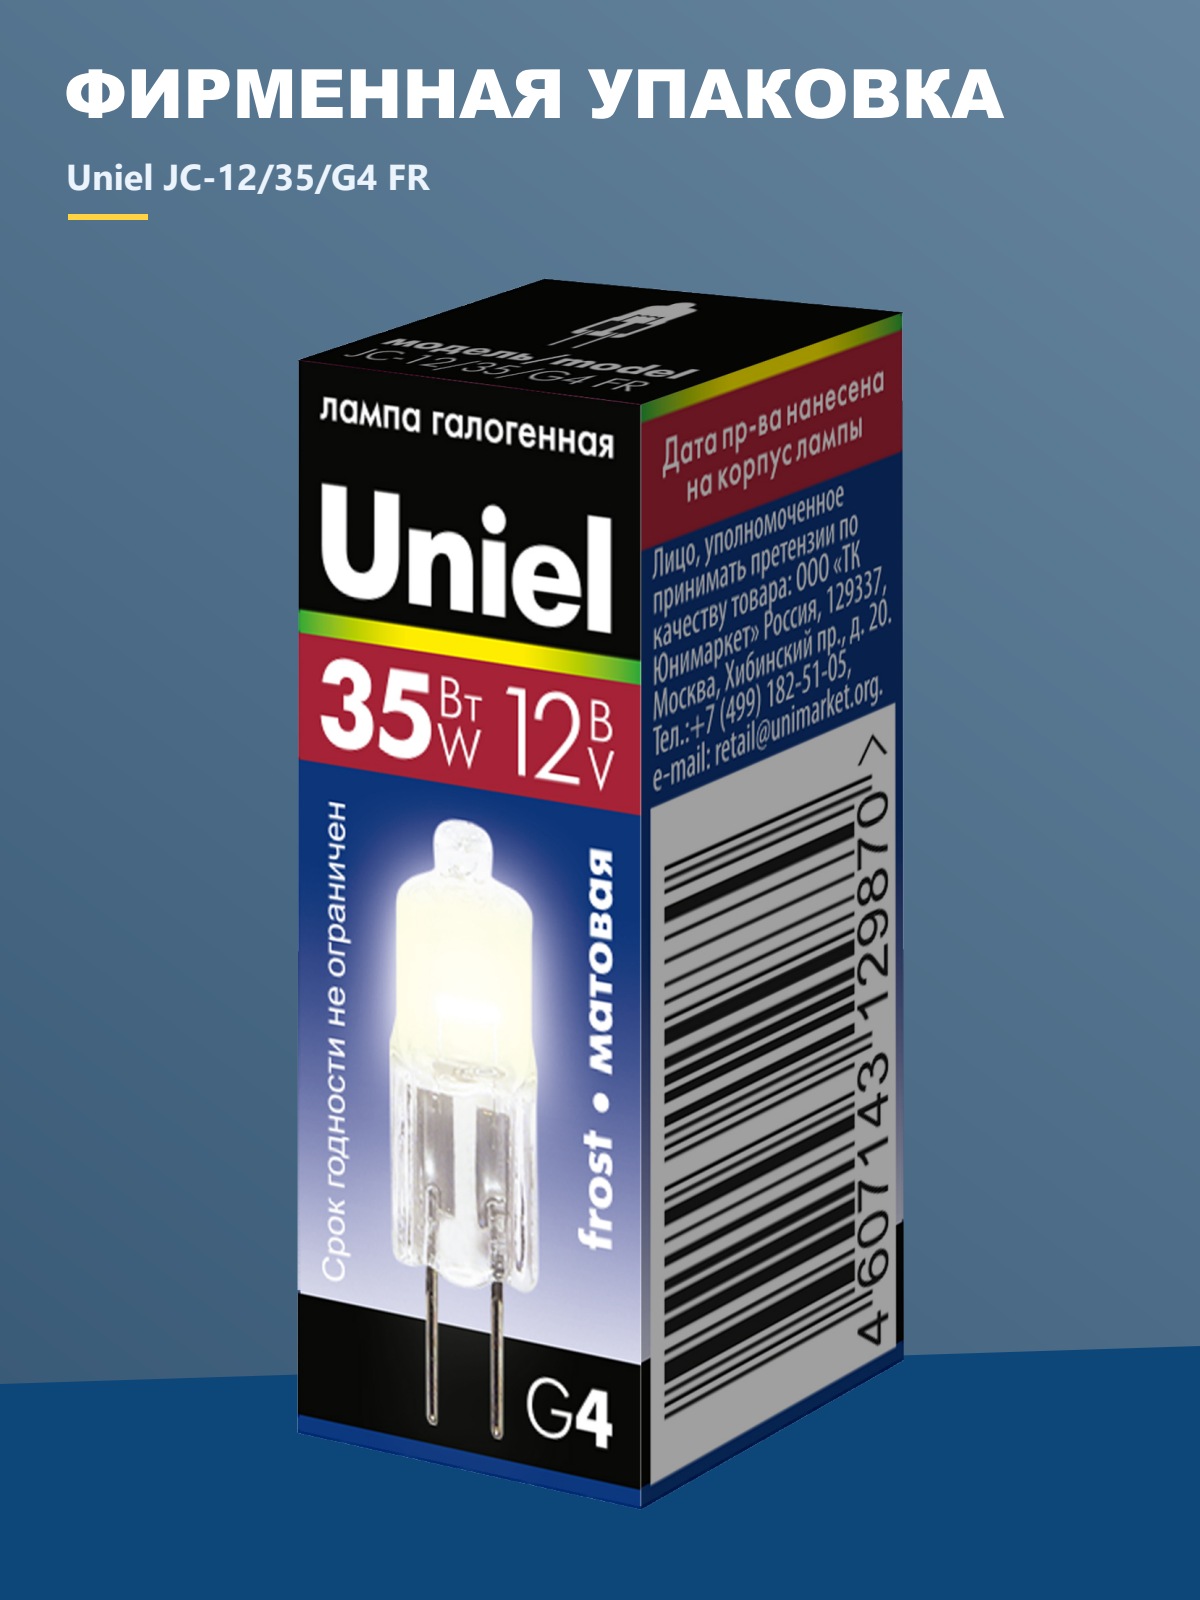 ФИРМЕННАЯ УПАКОВКА
Uniel JC-12/35/G4 FR
модель/model
JC-12/35/G4 FR
лампа галогенная
Uniel
35 Вт W 12 В V
Срок годности не ограничен
frost • матовая
G4
Дата пр-ва нанесена
на корпус лампы
Лицо, уполномоченное
принимать претензии по
качеству товара: ООО «ТК
Юнимаркет» Россия, 129337,
Москва, Хибинский пр., д. 20.
Тел.:+7 (499) 182-51-05,
e-mail: retail@unimarket.org.
4 607143 129870 >